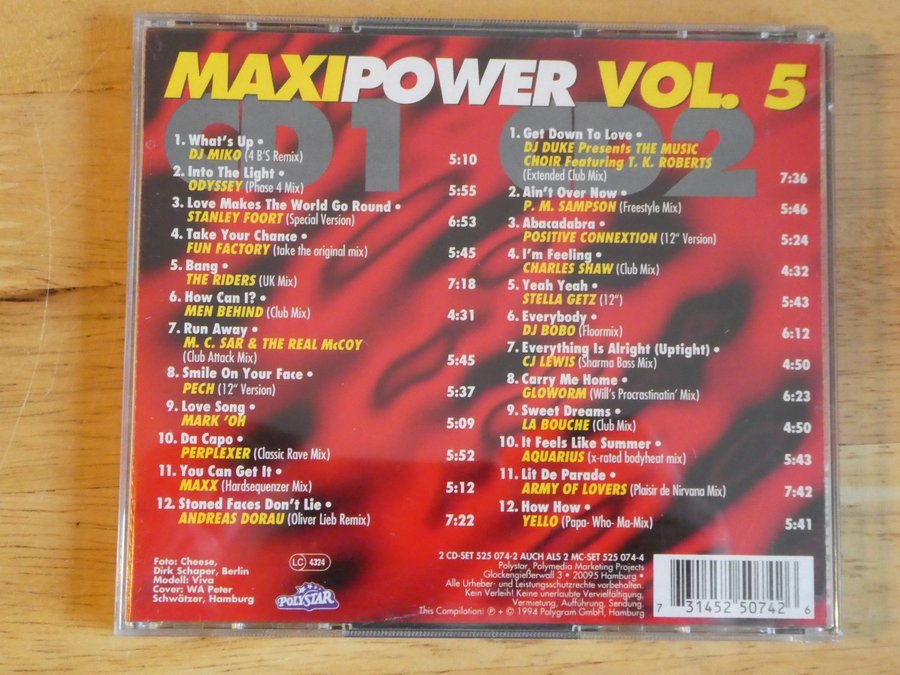 MAXIPOWER VOL. 5
CD 1
1. What's Up •
DJ MIKO (4 B'S Remix) 5:10
2. Into The Light •
ODYSSEY (Phase 4 Mix) 5:55
3. Love Makes The World Go Round •
STANLEY FOORT (Special Version) 6:53
4. Take Your Chance •
FUN FACTORY (take the original mix) 5:45
5. Bang •
THE RIDERS (UK Mix) 7:18
6. How Can I? •
MEN BEHIND (Club Mix) 4:31
7. Run Away •
M. C. SAR & THE REAL McCOY
(Club Attack Mix) 5:45
8. Smile On Your Face •
PECH (12" Version) 5:37
9. Love Song •
MARK 'OH 5:09
10. Da Capo •
PERPLEXER (Classic Rave Mix) 5:52
11. You Can Get It •
MAXX (Hardsequenzer Mix) 5:12
12. Stoned Faces Don't Lie •
ANDREAS DORAU (Oliver Lieb Remix) 7:22
CD 2
1. Get Down To Love •
DJ DUKE Presents THE MUSIC
CHOIR Featuring T. K. ROBERTS
(Extended Club Mix) 7:36
2. Ain't Over Now •
P. M. SAMPSON (Freestyle Mix) 5:46
3. Abacadabra •
POSITIVE CONNEXTION (12" Version) 5:24
4. I'm Feeling •
CHARLES SHAW (Club Mix) 4:32
5. Yeah Yeah •
STELLA GETZ (12") 5:43
6. Everybody •
DJ BOBO (Floormix) 6:12
7. Everything Is Alright (Uptight) •
CJ LEWIS (Sharma Bass Mix) 4:50
8. Carry Me Home •
GLOWORM (Will's Procrastinatin' Mix) 6:23
9. Sweet Dreams •
LA BOUCHE (Club Mix) 4:50
10. It Feels Like Summer •
AQUARIUS (x-rated bodyheat mix) 5:43
11. Lit De Parade •
ARMY OF LOVERS (Plaisir de Nirvana Mix) 7:42
12. How How •
YELLO (Papa- Who- Ma-Mix) 5:41
Foto: Cheese,
Dirk Schaper, Berlin
Modell: Viva
Cover: WA Peter
Schwätzer, Hamburg
LC 4324
POLYSTAR
2 CD-SET 525 074-2 AUCH ALS 2 MC-SET 525 074-4
Polystar, Polymedia Marketing Projects
Glockengießerwall 3 • 20095 Hamburg •
Alle Urheber- und Leistungsschutzrechte vorbehalten.
Kein Verleih! Keine unerlaubte Vervielfältigung,
Vermietung, Aufführung, Sendung.
This Compilation: ℗ + © 1994 Polygram GmbH, Hamburg
7 31452 50742 6